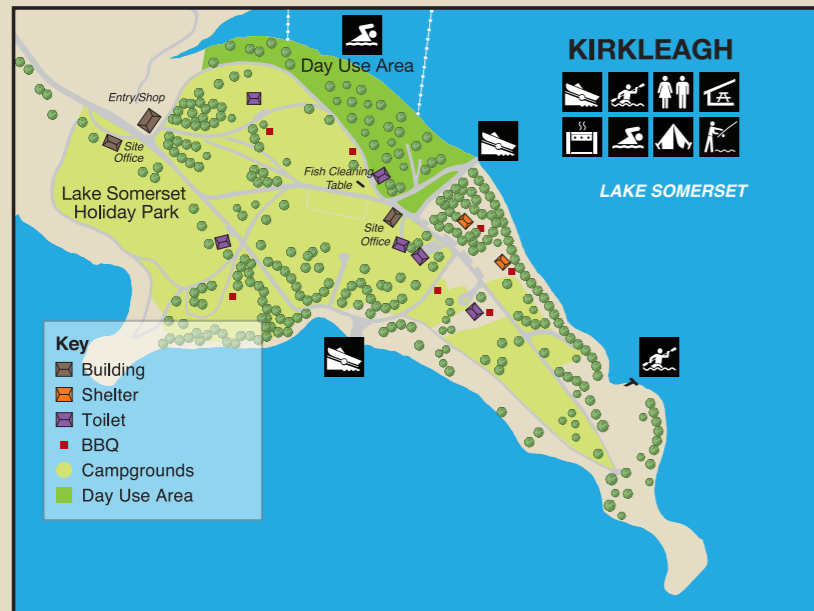 KIRKLEAGH
Day Use Area
Entry/Shop
Site
Office
Fish Cleaning
Table
Lake Somerset
Holiday Park
Site
Office
LAKE SOMERSET
Key
Building
Shelter
Toilet
BBQ
Campgrounds
Day Use Area